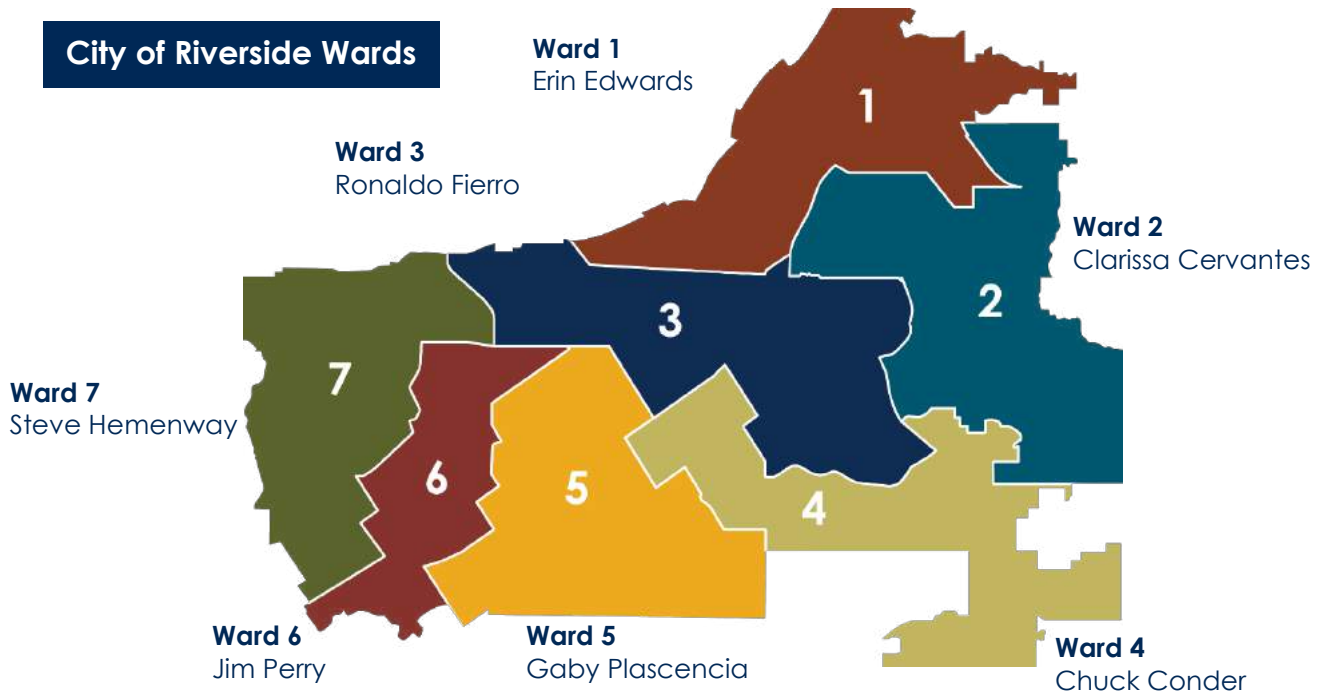 City of Riverside Wards
Ward 1
Erin Edwards
1
Ward 3
Ronaldo Fierro
Ward 2
Clarissa Cervantes
2
3
7
Ward 7
Steve Hemenway
6
5
4
Ward 6
Jim Perry
Ward 5
Gaby Plascencia
Ward 4
Chuck Conder